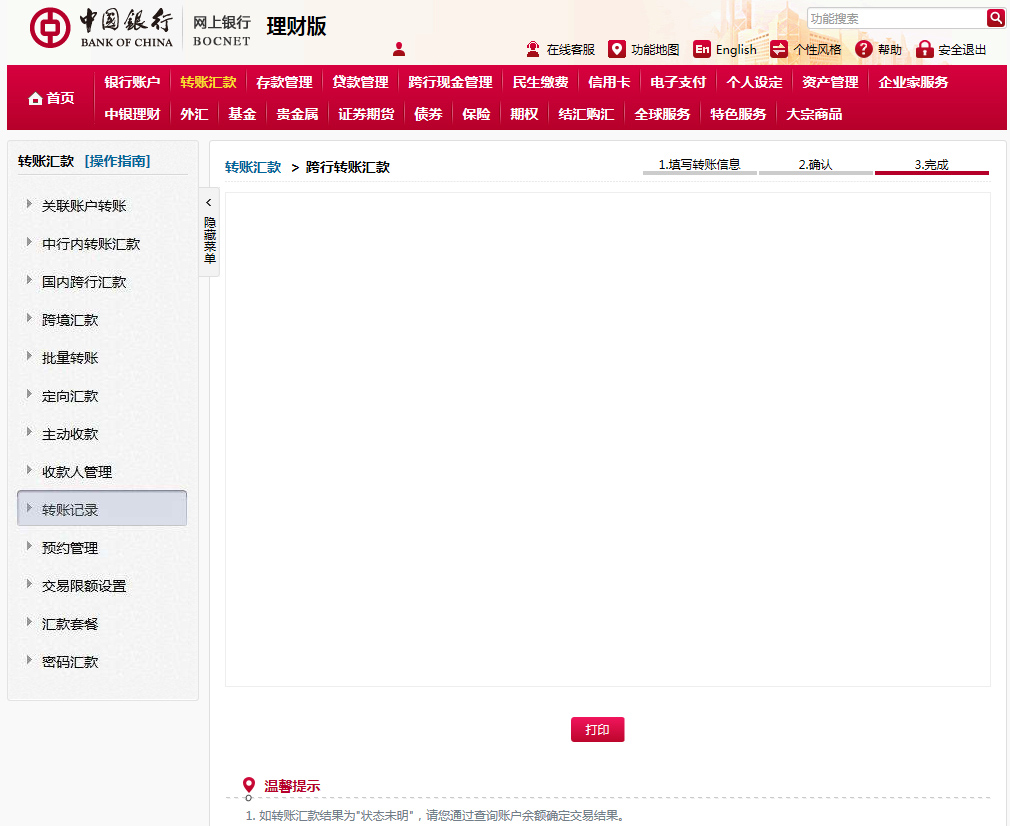 中國銀行 网上银行 理财版
BANK OF CHINA BOCNET
功能搜索
在线客服 功能地图 En English 个性风格 ? 帮助 安全退出
首页
银行账户 转账汇款 存款管理 贷款管理 跨行现金管理 民生缴费 信用卡 电子支付 个人设定 资产管理 企业家服务
中银理财 外汇 基金 贵金属 证券期货 债券 保险 期权 结汇购汇 全球服务 特色服务 大宗商品
转账汇款 [操作指南]
关联账户转账
中行内转账汇款
国内跨行汇款
跨境汇款
批量转账
定向汇款
主动收款
收款人管理
转账记录
预约管理
交易限额设置
汇款套餐
密码汇款
< 隐藏菜单
转账汇款 > 跨行转账汇款
1.填写转账信息 2.确认 3.完成
打印
温馨提示
1. 如转账汇款结果为"状态未明"，请您通过查询账户余额确定交易结果。